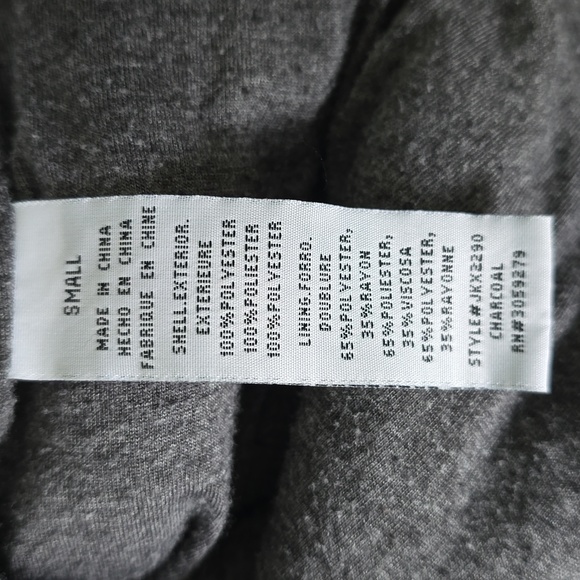 SMALL
MADE IN CHINA
HECHO EN CHINA
FABRIQUE EN CHINE
SHELL.EXTERIOR.
EXTERIEURE
100%POLYESTER
100%POLIESTER
100%POLYESTER
LINING.FORRO.
DOUBLURE
65%POLYESTER,
35%RAYON
65%POLIESTER,
35%VISCOSA
65%POLYESTER,
35%RAYONNE
STYLE#JKX2290
CHARCOAL
RN#3059279